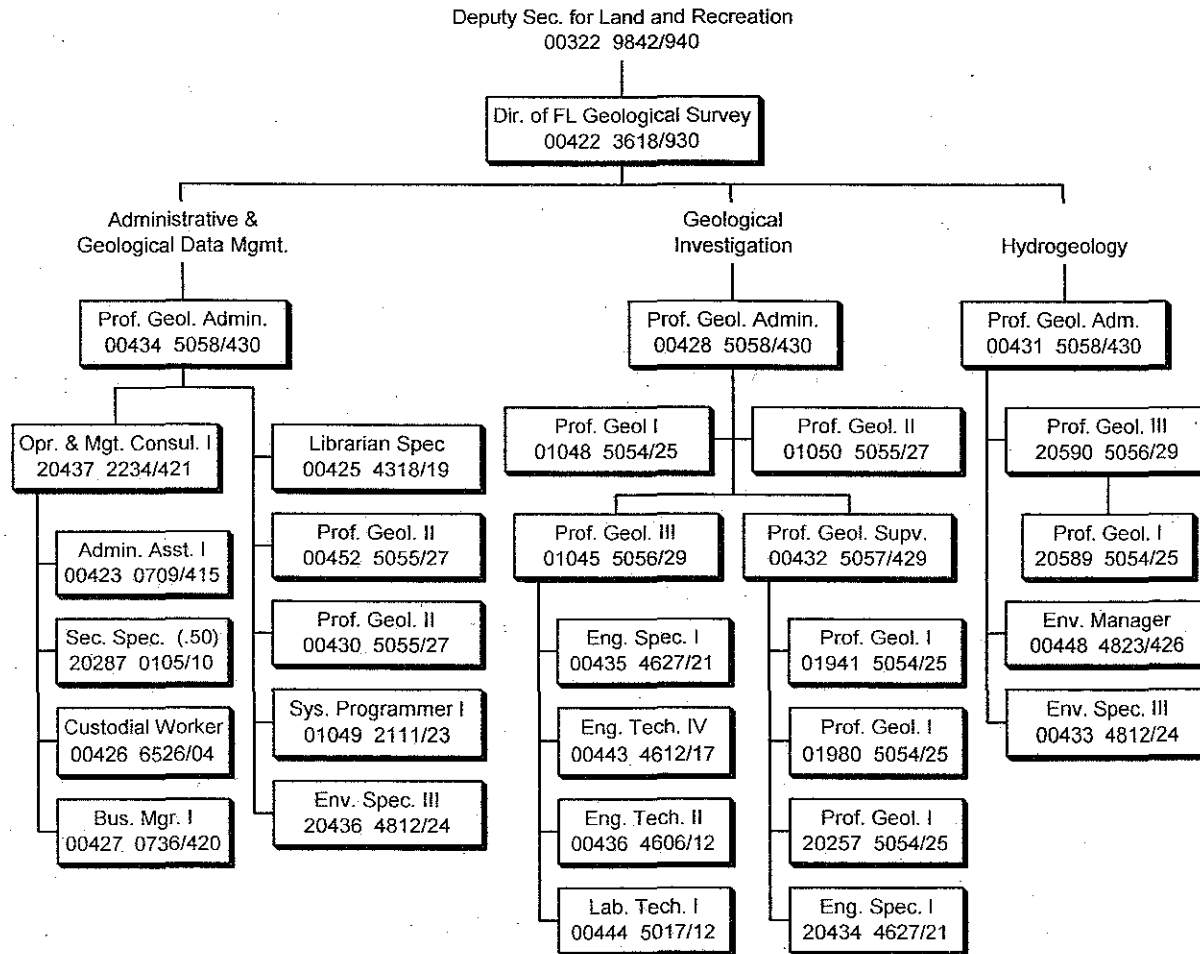 Deputy Sec. for Land and Recreation
00322 9842/940
Dir. of FL Geological Survey
00422 3618/930
Administrative &
Geological Data Mgmt.
Prof. Geol. Admin.
00434 5058/430
Opr. & Mgt. Consul. I
20437 2234/421
Admin. Asst. I
00423 0709/415
Sec. Spec. (.50)
20287 0105/10
Custodial Worker
00426 6526/04
Bus. Mgr. I
00427 0736/420
Librarian Spec
00425 4318/19
Prof. Geol. II
00452 5055/27
Prof. Geol. II
00430 5055/27
Sys. Programmer I
01049 2111/23
Env. Spec. III
20436 4812/24
Geological
Investigation
Prof. Geol. Admin.
00428 5058/430
Prof. Geol I
01048 5054/25
Prof. Geol. II
01050 5055/27
Prof. Geol. III
01045 5056/29
Eng. Spec. I
00435 4627/21
Eng. Tech. IV
00443 4612/17
Eng. Tech. II
00436 4606/12
Lab. Tech. I
00444 5017/12
Prof. Geol. Supv.
00432 5057/429
Prof. Geol. I
01941 5054/25
Prof. Geol. I
01980 5054/25
Prof. Geol. I
20257 5054/25
Eng. Spec. I
20434 4627/21
Hydrogeology
Prof. Geol. Adm.
00431 5058/430
Prof. Geol. III
20590 5056/29
Prof. Geol. I
20589 5054/25
Env. Manager
00448 4823/426
Env. Spec. III
00433 4812/24